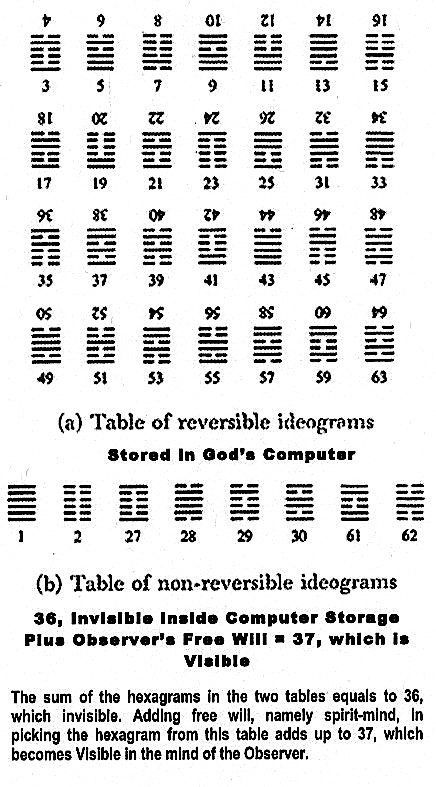 4 6 8 10 12 14 16
3 5 7 9 11 13 15
18 20 22 24 26 32 34
17 19 21 23 25 31 33
36 38 40 42 44 46 48
35 37 39 41 43 45 47
50 52 54 56 58 60 64
49 51 53 55 57 59 63
(a) Table of reversible ideograms
Stored in God's Computer
1 2 27 28 29 30 61 62
(b) Table of non-reversible ideograms
36, Invisible Inside Computer Storage
Plus Observer's Free Will = 37, which is
Visible
The sum of the hexagrams in the two tables equals to 36,
which invisible. Adding free will, namely spirit-mind, in
picking the hexagram from this table adds up to 37, which
becomes Visible in the mind of the Observer.